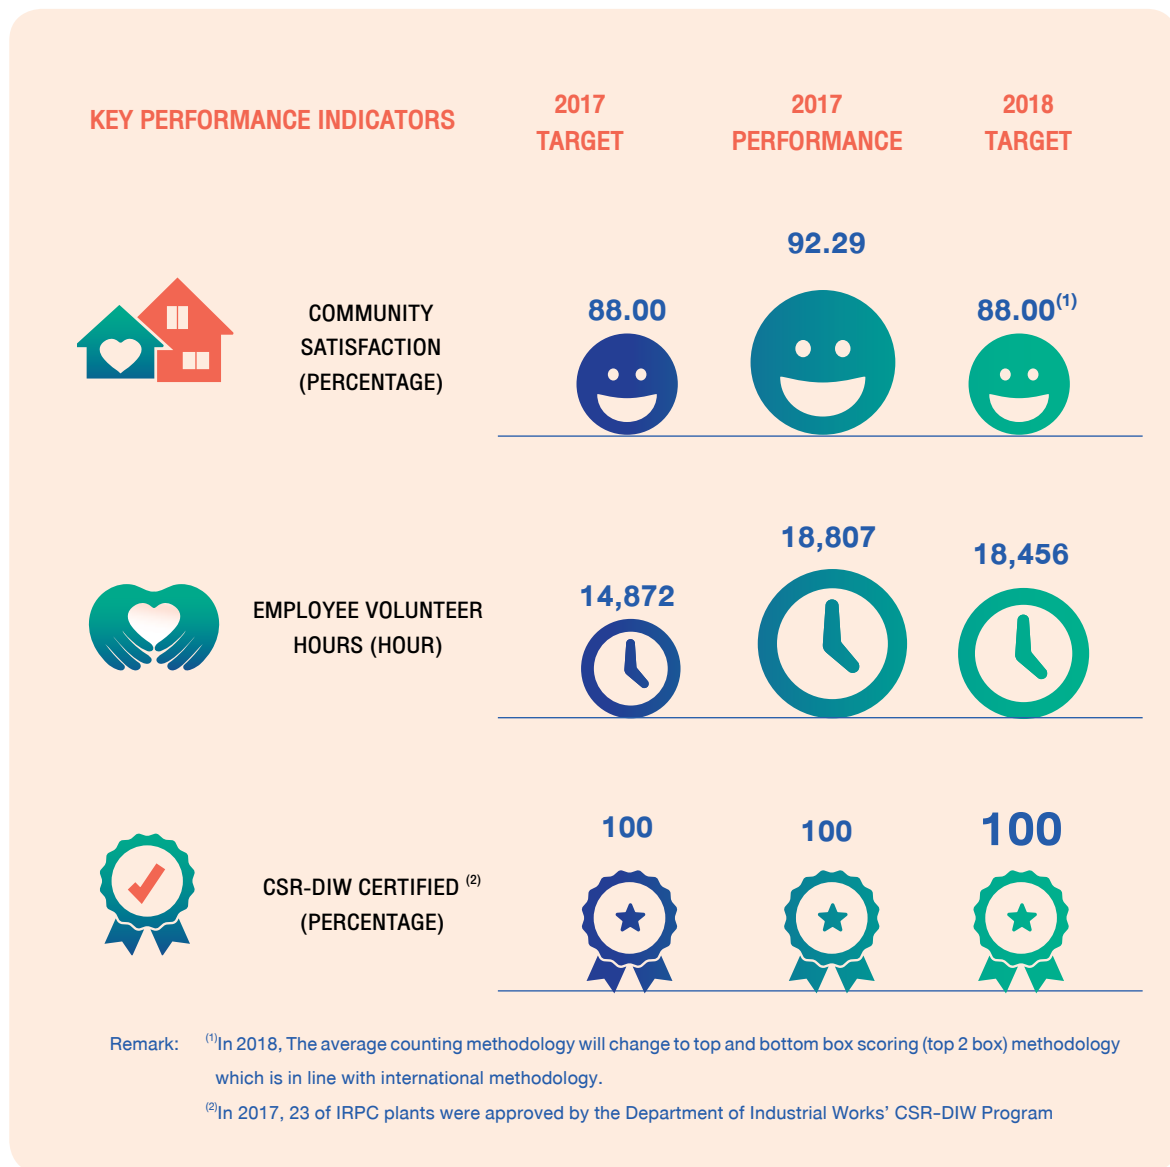 KEY PERFORMANCE INDICATORS
2017
TARGET
2017
PERFORMANCE
2018
TARGET
COMMUNITY
SATISFACTION
(PERCENTAGE)
88.00
92.29
88.00(1)
EMPLOYEE VOLUNTEER
HOURS (HOUR)
14,872
18,807
18,456
CSR-DIW CERTIFIED (2)
(PERCENTAGE)
100
100
100
Remark: (1)In 2018, The average counting methodology will change to top and bottom box scoring (top 2 box) methodology
which is in line with international methodology.
(2)In 2017, 23 of IRPC plants were approved by the Department of Industrial Works’ CSR-DIW Program